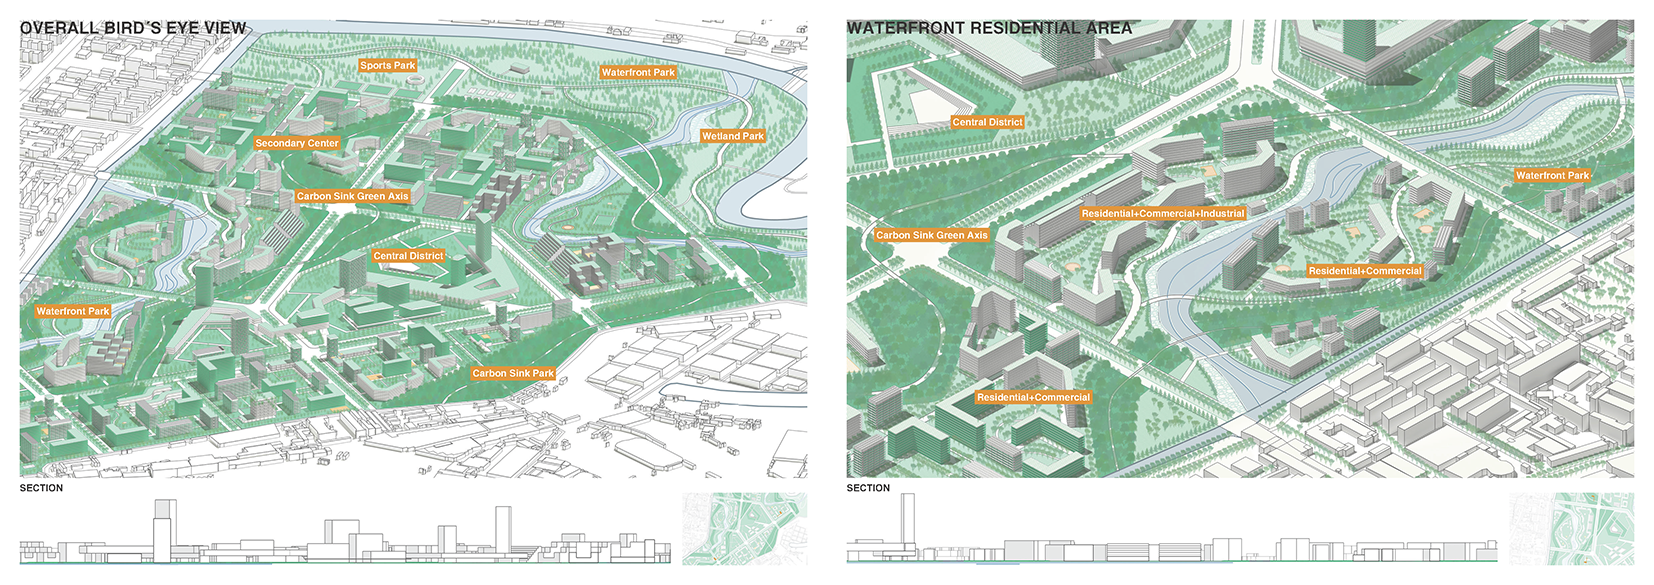 OVERALL BIRD'S EYE VIEW
Sports Park
Waterfront Park
Wetland Park
Secondary Center
Carbon Sink Green Axis
Central District
Waterfront Park
Carbon Sink Park
SECTION
WATERFRONT RESIDENTIAL AREA
Central District
Waterfront Park
Residential+Commercial+Industrial
Carbon Sink Green Axis
Residential+Commercial
Residential+Commercial
SECTION